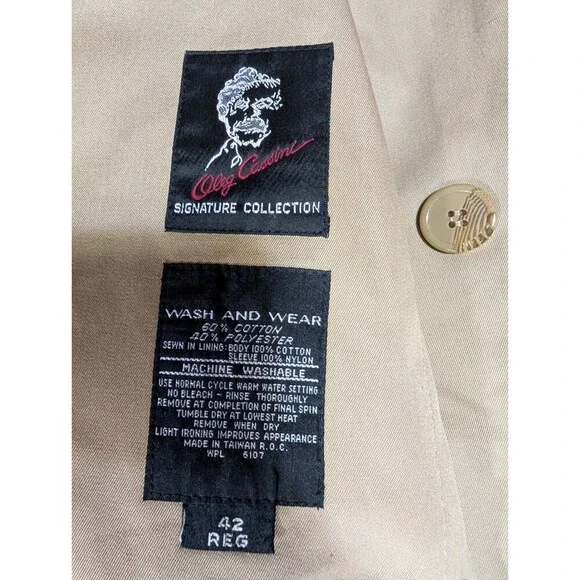 Oleg Cassini
SIGNATURE COLLECTION
WASH AND WEAR
60% COTTON
40% POLYESTER
SEWN IN LINING: BODY 100% COTTON
SLEEVE 100% NYLON
MACHINE WASHABLE
USE NORMAL CYCLE WARM WATER SETTING
NO BLEACH - RINSE THOROUGHLY
REMOVE AT COMPLETION OF FINAL SPIN
TUMBLE DRY AT LOWEST HEAT
REMOVE WHEN DRY
LIGHT IRONING IMPROVES APPEARANCE
MADE IN TAIWAN R.O.C.
WPL 6107
42
REG